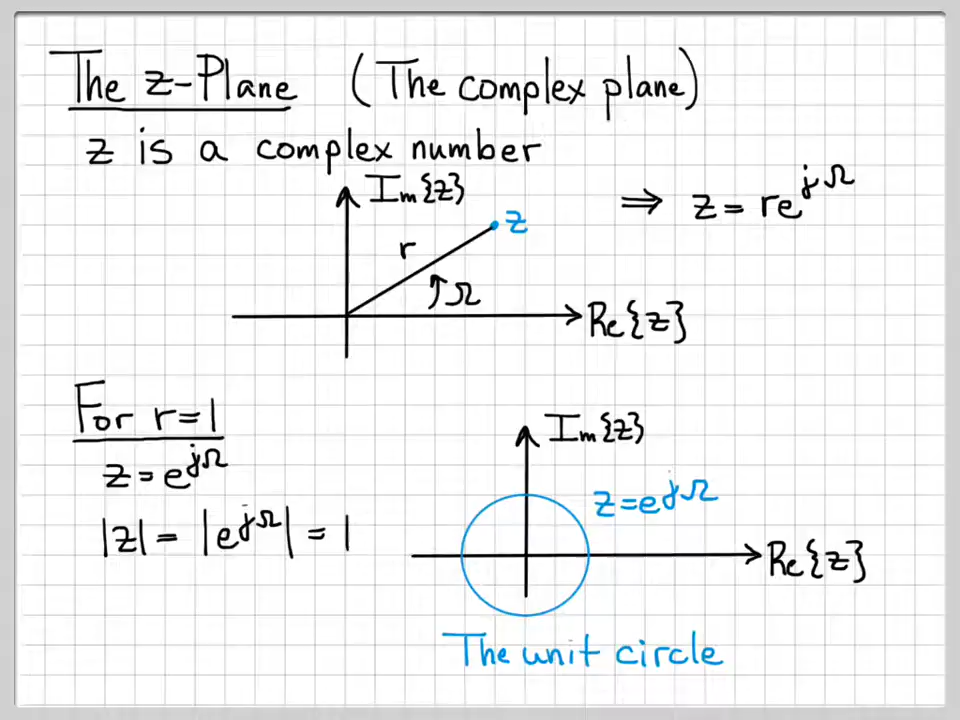 The z-Plane (The complex plane)
z is a complex number
Im{z}
⇒ z = re^{jΩ}
z
r
Ω
Re{z}
For r=1
z = e^{jΩ}
|z| = |e^{jΩ}| = 1
Im{z}
z=e^{jΩ}
Re{z}
The unit circle